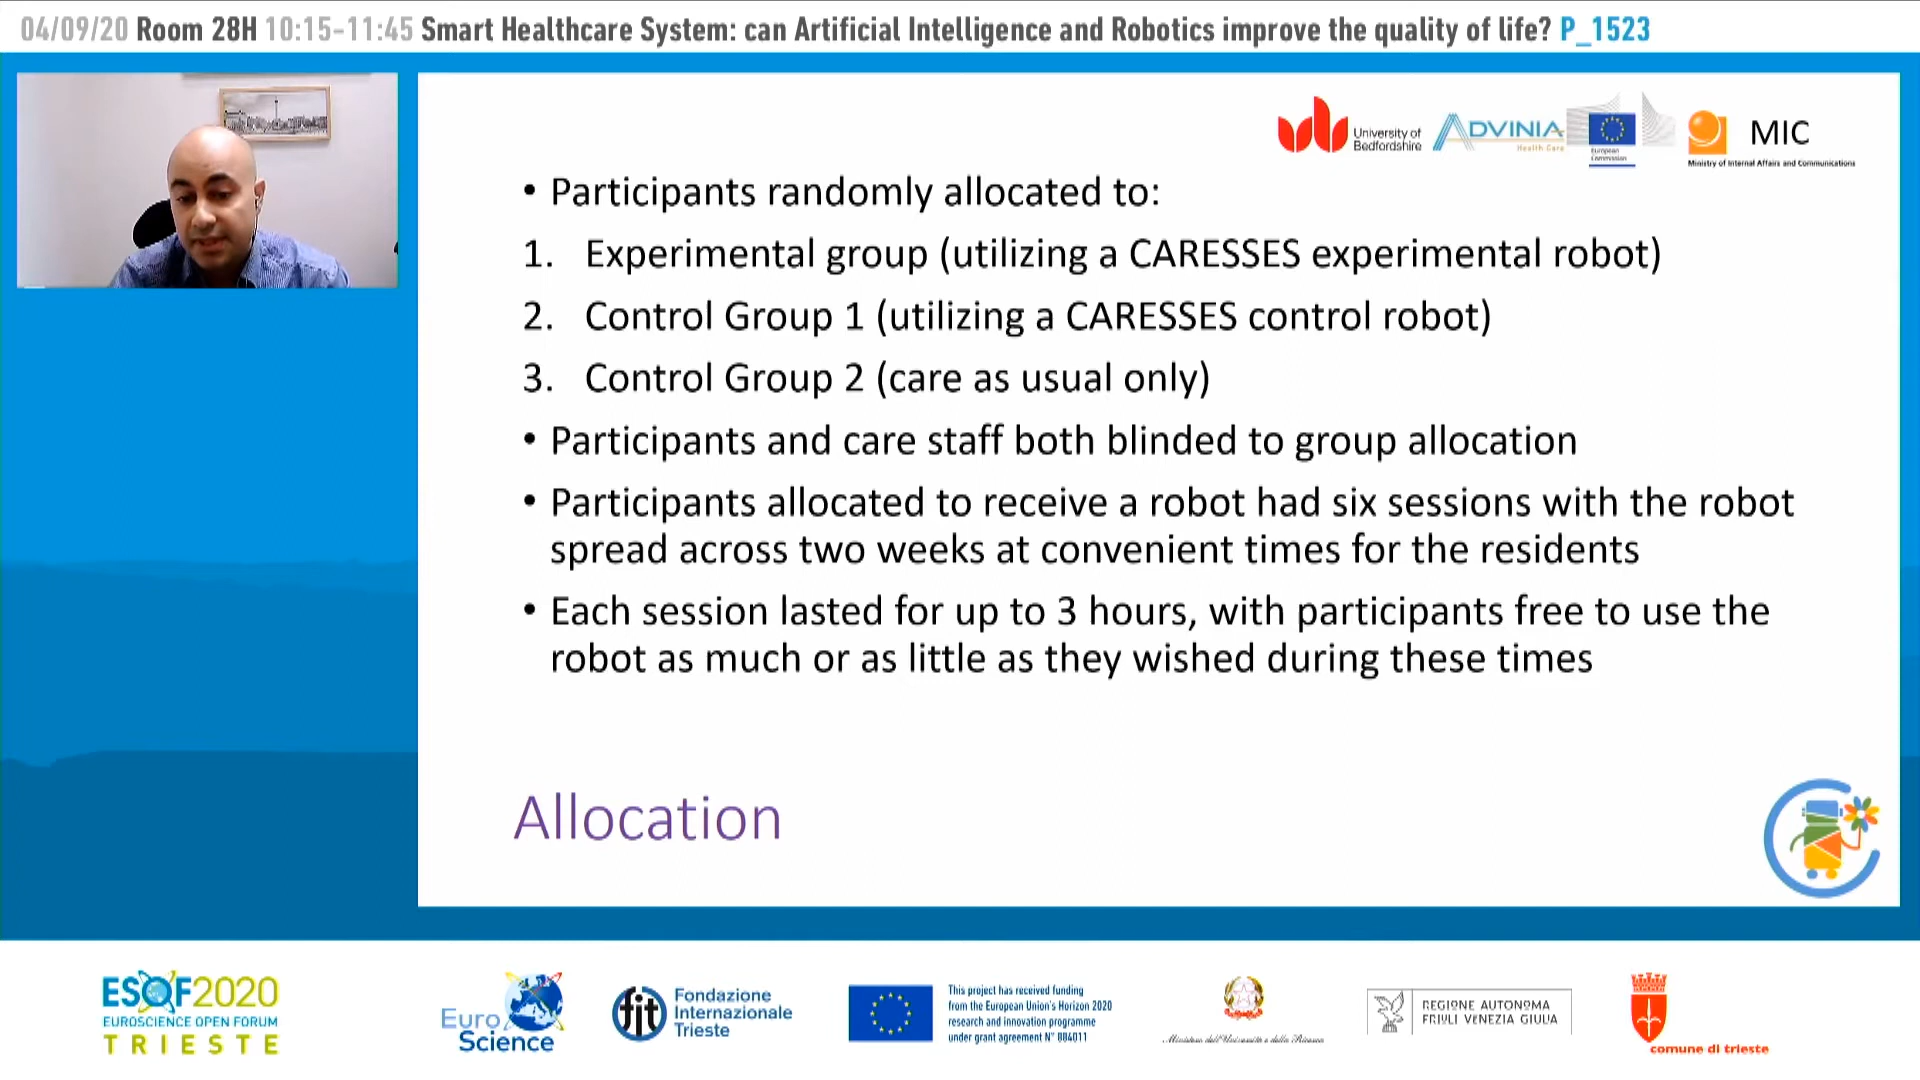 04/09/20 Room 28H 10:15-11:45 Smart Healthcare System: can Artificial Intelligence and Robotics improve the quality of life? P_1523
University of
Bedfordshire
ADVINIA
Health Care
European
Commission
MIC
Ministry of Internal Affairs and Communications
• Participants randomly allocated to:
1. Experimental group (utilizing a CARESSES experimental robot)
2. Control Group 1 (utilizing a CARESSES control robot)
3. Control Group 2 (care as usual only)
• Participants and care staff both blinded to group allocation
• Participants allocated to receive a robot had six sessions with the robot
spread across two weeks at convenient times for the residents
• Each session lasted for up to 3 hours, with participants free to use the
robot as much or as little as they wished during these times
Allocation
ESOF2020
EUROSCIENCE OPEN FORUM
TRIESTE
Euro
Science
fit
Fondazione
Internazionale
Trieste
This project has received funding
from the European Union's Horizon 2020
research and innovation programme
under grant agreement N° 884011
Ministero dell'Università e della Ricerca
REGIONE AUTONOMA
FRIULI VENEZIA GIULIA
comune di trieste